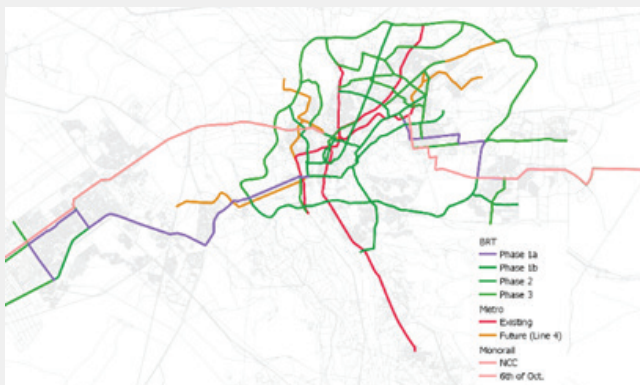 BRT
Phase 1a
Phase 1b
Phase 2
Phase 3
Metro
Existing
Future (Line 4)
Monorail
NCC
6th of Oct.